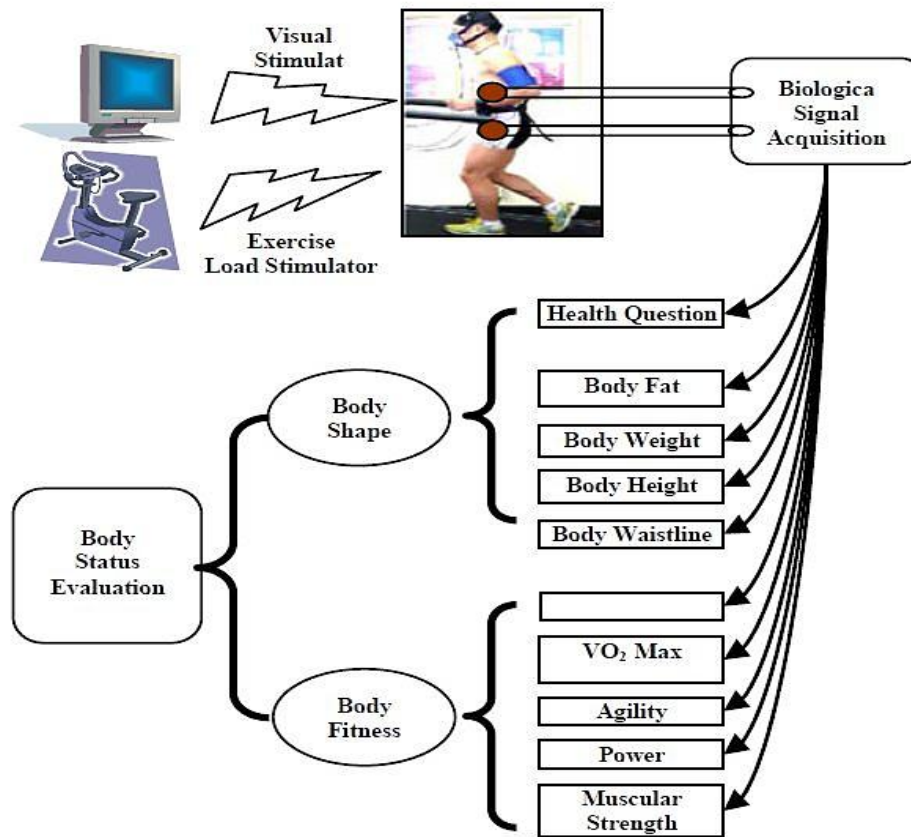 Visual
Stimulat
Biologica
Signal
Acquisition
Exercise
Load Stimulator
Health Question
Body
Shape
Body Fat
Body Weight
Body Height
Body Waistline
Body
Status
Evaluation
VO₂ Max
Body
Fitness
Agility
Power
Muscular
Strength